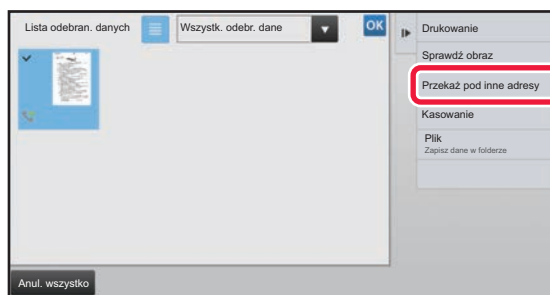 Lista odebran. danych
Wszystk. odebr. dane
OK
Drukowanie
Sprawdź obraz
Przekaż pod inne adresy
Kasowanie
Plik
Zapisz dane w folderze
Anul. wszystko